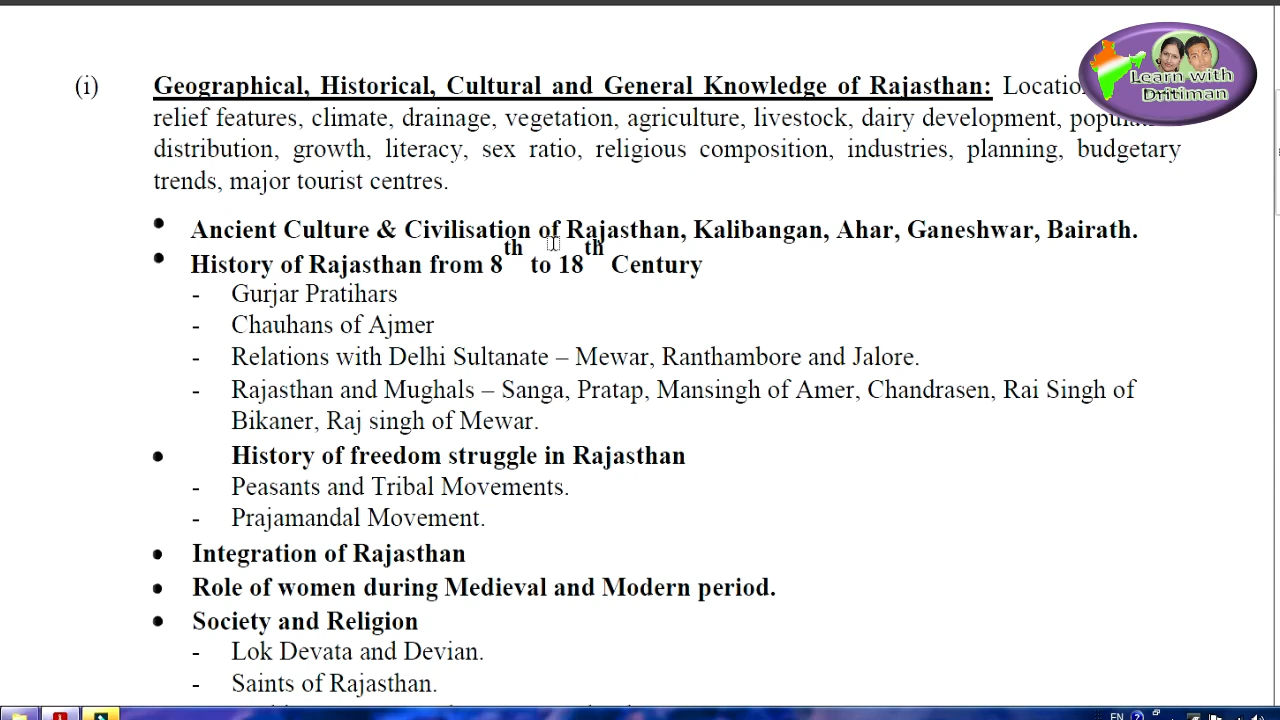 Learn with
Dritiman
(i) Geographical, Historical, Cultural and General Knowledge of Rajasthan:
relief features, climate, drainage, vegetation, agriculture, livestock, dairy development,
distribution, growth, literacy, sex ratio, religious composition, industries, planning, budgetary
trends, major tourist centres.
• Ancient Culture & Civilisation of Rajasthan, Kalibangan, Ahar, Ganeshwar, Bairath.
• History of Rajasthan from 8th to 18th Century
- Gurjar Pratihars
- Chauhans of Ajmer
- Relations with Delhi Sultanate – Mewar, Ranthambore and Jalore.
- Rajasthan and Mughals – Sanga, Pratap, Mansingh of Amer, Chandrasen, Rai Singh of
Bikaner, Raj singh of Mewar.
• History of freedom struggle in Rajasthan
- Peasants and Tribal Movements.
- Prajamandal Movement.
• Integration of Rajasthan
• Role of women during Medieval and Modern period.
• Society and Religion
- Lok Devata and Devian.
- Saints of Rajasthan.
EN